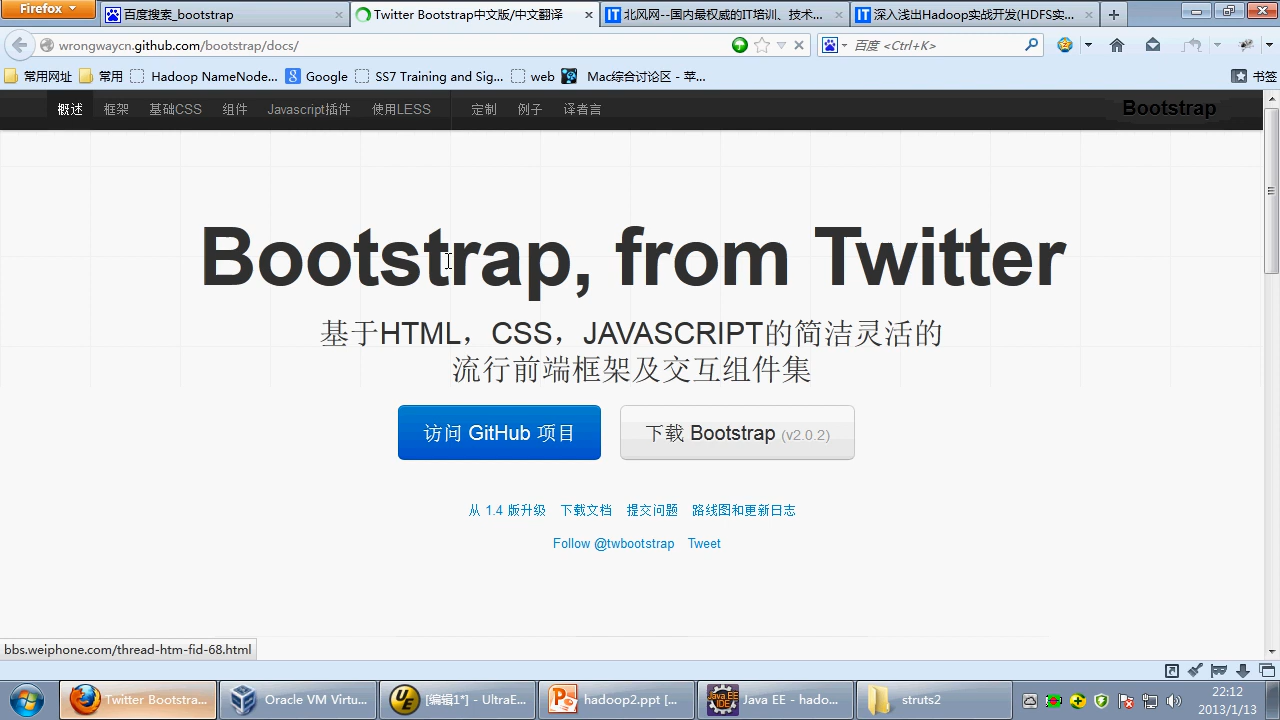 Firefox
百度搜索_bootstrap
Twitter Bootstrap中文版/中文翻译
北风网--国内最权威的IT培训、技术...
深入浅出Hadoop实战开发(HDFS实...
wrongwaycn.github.com/bootstrap/docs/
百度 <Ctrl+K>
常用网址
常用
Hadoop NameNode...
Google
SS7 Training and Sig...
web
Mac综合讨论区 - 苹...
书签
概述
框架
基础CSS
组件
Javascript插件
使用LESS
定制
例子
译者言
Bootstrap
Bootstrap, from Twitter
基于HTML，CSS，JAVASCRIPT的简洁灵活的
流行前端框架及交互组件集
访问 GitHub 项目
下载 Bootstrap (v2.0.2)
从 1.4 版升级
下载文档
提交问题
路线图和更新日志
Follow @twbootstrap
Tweet
bbs.weiphone.com/thread-htm-fid-68.html
Twitter Bootstra...
Oracle VM Virtu...
[编辑1*] - UltraE...
hadoop2.ppt [...
Java EE - hado...
struts2
22:12
2013/1/13